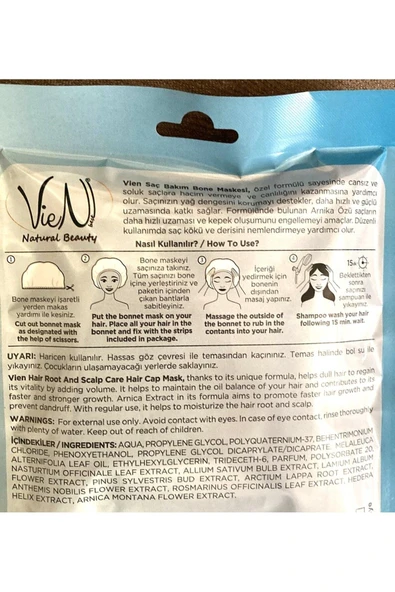 VieN
Natural Beauty
Vien Saç Bakım Bone Maskesi, özel formülü sayesinde cansız ve
soluk saçlara hacim vermeye ve canlılığını kazanmasına yardımcı
olur. Saçınızın yağ dengesini korumayı destekler, daha hızlı ve güçlü
uzamasında katkı sağlar. Formülünde bulunan Arnika Özü saçların
daha hızlı uzaması ve kepek oluşumunu engellemeyi amaçlar. Düzenli
kullanımda saç kökü ve derisini nemlendirmeye yardımcı olur.
Nasıl Kullanılır? / How To Use?
1
Bone maskeyi işaretli
yerden makas
yardımı ile kesiniz.
Cut out bonnet mask
as designated with
the help of scissors.
2
Bone maskeyi
saçınıza takınız.
Tüm saçınızı bone
içine yerleştiriniz ve
paketin içinden
çıkan bantlarla
sabitleyiniz.
Put the bonnet mask on your
hair. Place all your hair in the
bonnet and fix with the strips
included in package.
3
İçeriği
yedirmek için
bonenin
dışından
masaj yapınız.
Massage the outside of
the bonnet to rub in the
contants into your hair.
4
15
Beklettikten
sonra
saçınızı
şampuan ile
yıkayınız.
Shampoo wash your hair
following 15 min. wait.
UYARI: Haricen kullanılır. Hassas göz çevresi ile temasından kaçınınız. Temas halinde bol su ile
yıkayınız. Çocukların ulaşamayacağı yerlerde saklayınız.
Vien Hair Root And Scalp Care Hair Cap Mask, thanks to its unique formula, helps dull hair to regain
its vitality by adding volume. It helps to maintain the oil balance of your hair and contributes to its
faster and stronger growth. Arnica Extract in its formula aims to promote faster hair growth and
prevent dandruff. With regular use, it helps to moisturize the hair root and scalp.
WARNINGS: For external use only. Avoid contact with eyes. In case of eye contact, rinse thoroughly
with plenty of water. Keep out of reach of children.
İÇİNDEKİLER / INGREDIENTS: AQUA, PROPYLENE GLYCOL, POLYQUATERNIUM-37, BEHENTRIMONIUM
CHLORIDE, PHENOXYETHANOL, PROPYLENE GLYCOL DICAPRYLATE/DICAPRATE MELALEUCA
ALTERNIFOLIA LEAF OIL, ETHYLHEXYLGLYCERIN, TRIDECETH-6, PARFUM, POLYSORBATE 20,
NASTURTIUM OFFICINALE LEAF EXTRACT, ALLIUM SATIVUM BULB EXTRACT, LAMIUM ALBUM
FLOWER EXTRACT, PINUS SYLVESTRIS BUD EXTRACT, ARCTIUM LAPPA ROOT EXTRACT,
ANTHEMIS NOBILIS FLOWER EXTRACT, ROSMARINUS OFFICINALIS LEAF EXTRACT, HEDERA
HELIX EXTRACT, ARNICA MONTANA FLOWER EXTRACT.